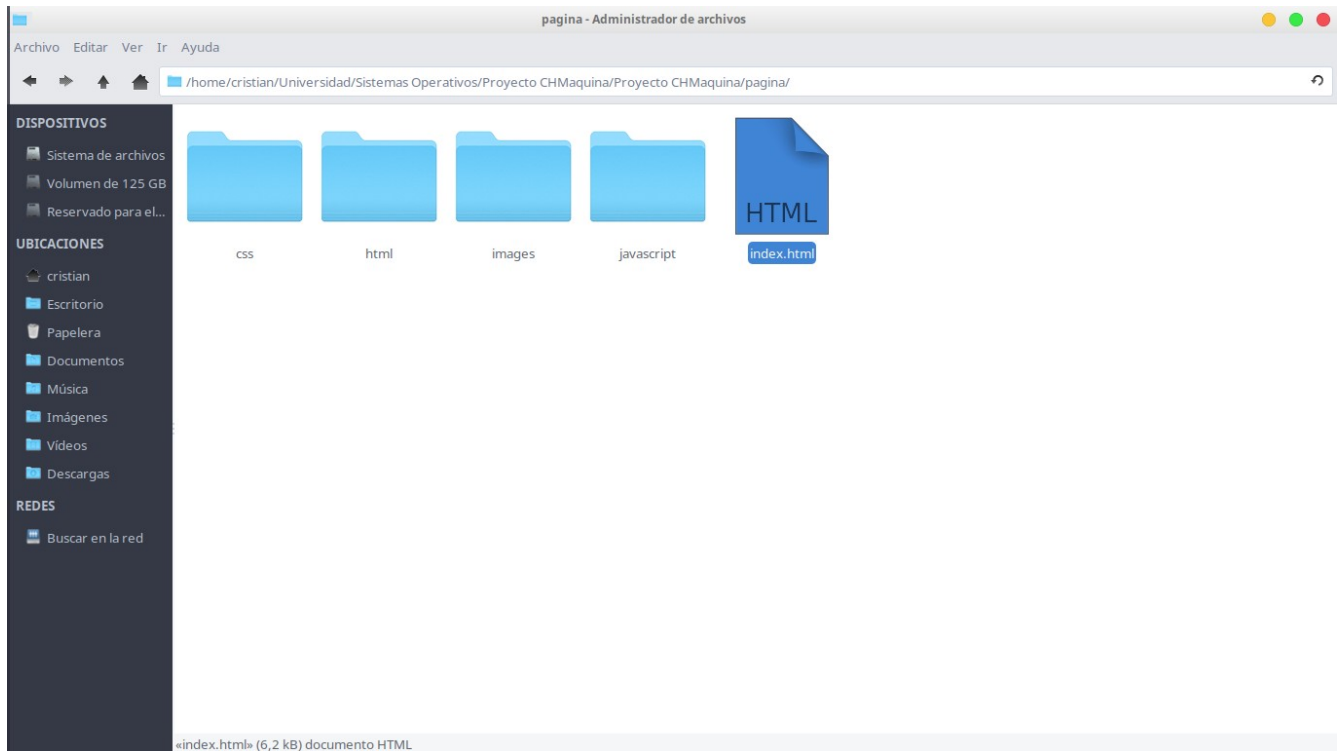 pagina - Administrador de archivos
Archivo Editar Ver Ir Ayuda
/home/cristian/Universidad/Sistemas Operativos/Proyecto CHMaquina/Proyecto CHMaquina/pagina/
DISPOSITIVOS
Sistema de archivos
Volumen de 125 GB
Reservado para el...
UBICACIONES
cristian
Escritorio
Papelera
Documentos
Música
Imágenes
Vídeos
Descargas
REDES
Buscar en la red
HTML
css html images javascript index.html
«index.html» (6,2 kB) documento HTML